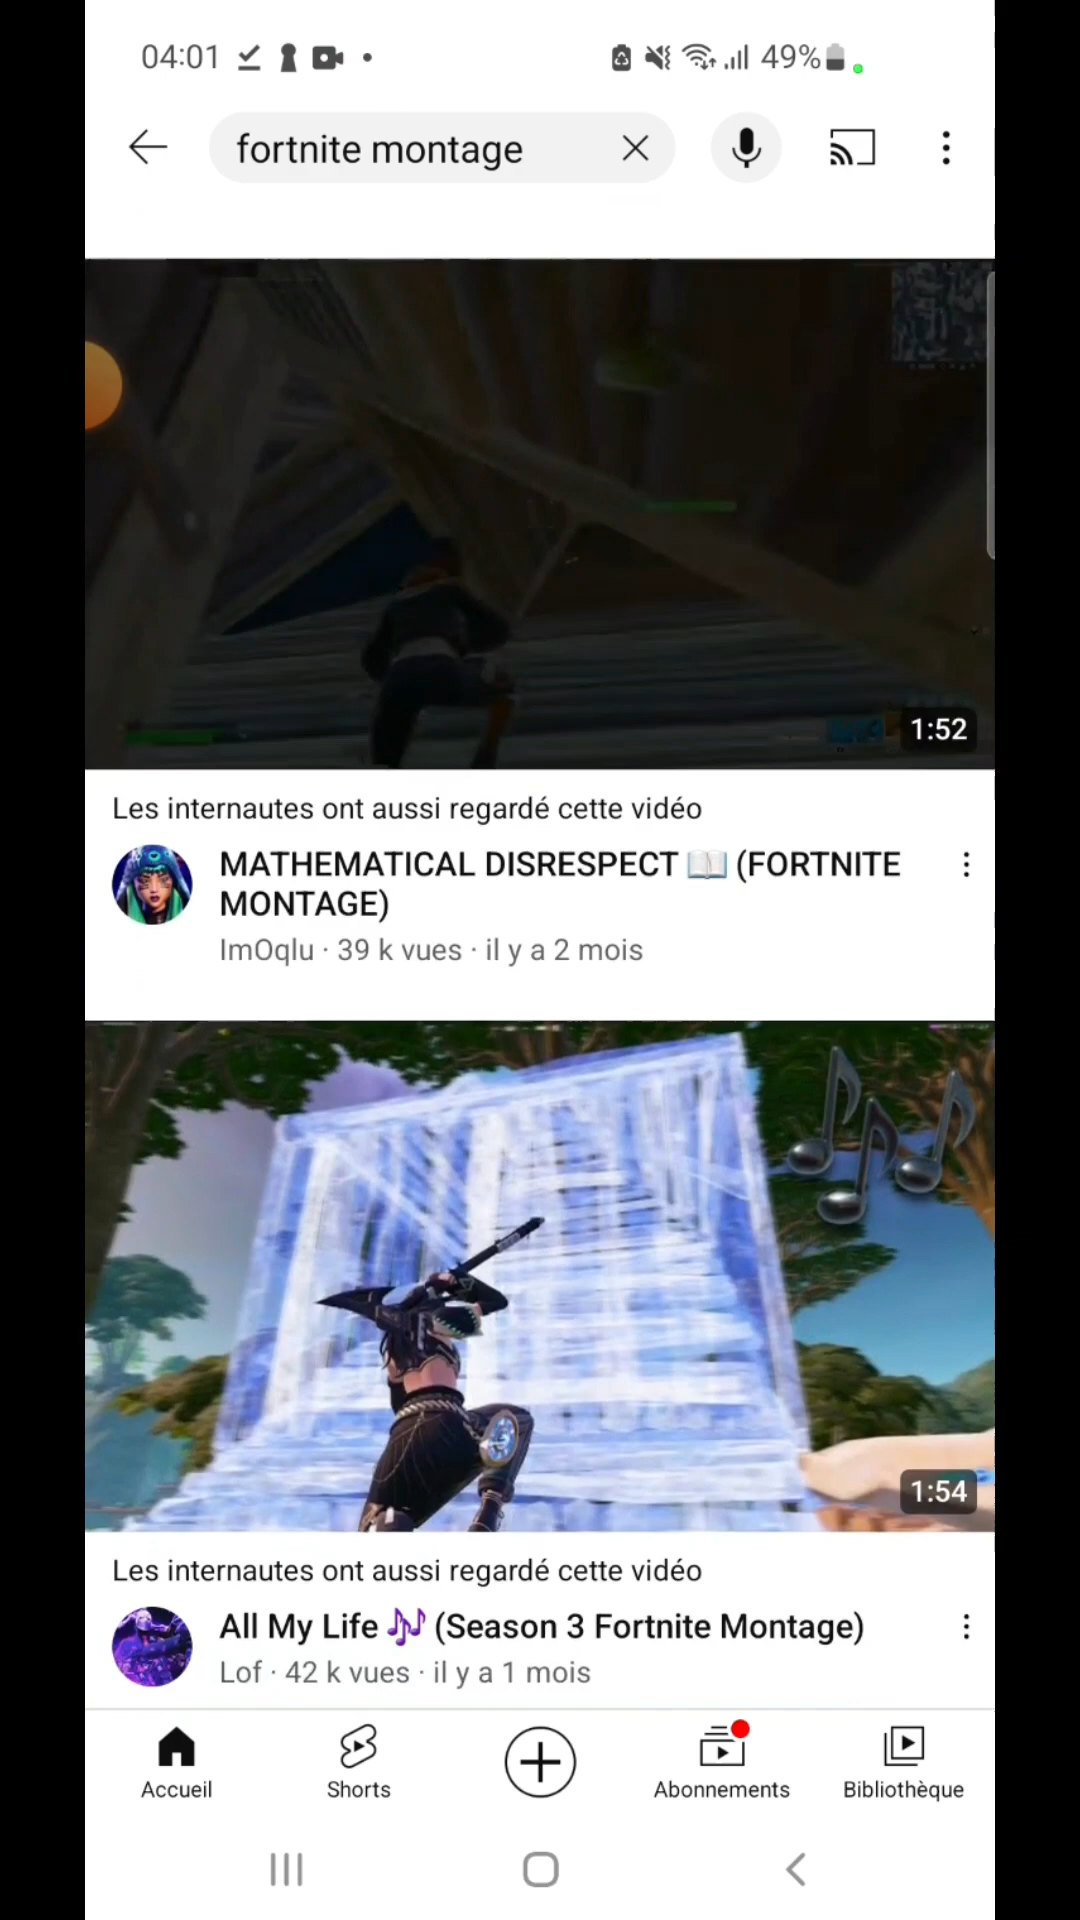 04:01
49%
fortnite montage
1:52
Les internautes ont aussi regardé cette vidéo
MATHEMATICAL DISRESPECT 📖 (FORTNITE
MONTAGE)
ImOqlu · 39 k vues · il y a 2 mois
1:54
Les internautes ont aussi regardé cette vidéo
All My Life 🎶 (Season 3 Fortnite Montage)
Lof · 42 k vues · il y a 1 mois
Accueil
Shorts
Abonnements
Bibliothèque